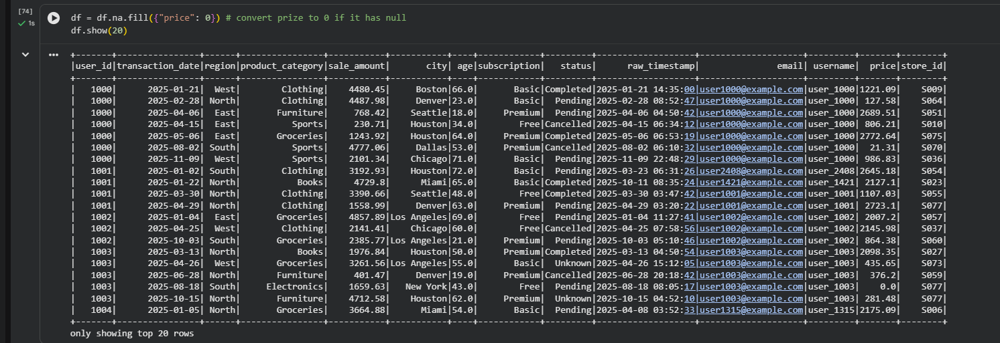 [74]
1s
df = df.na.fill({"price": 0}) # convert prize to 0 if it has null
df.show(20)
+-------+----------------+------+----------------+-----------+-----------+----+------------+---------+-------------------+--------------------+---------+-------+--------+
|user_id|transaction_date|region|product_category|sale_amount|       city| age|subscription|   status|      raw_timestamp|               email| username|  price|store_id|
+-------+----------------+------+----------------+-----------+-----------+----+------------+---------+-------------------+--------------------+---------+-------+--------+
|   1000|      2025-01-21|  West|        Clothing|    4480.45|     Boston|66.0|       Basic|Completed|2025-01-21 14:35:00|user1000@example.com|user_1000|1221.09|    S009|
|   1000|      2025-02-28| North|        Clothing|    4487.98|     Denver|23.0|       Basic|  Pending|2025-02-28 08:52:47|user1000@example.com|user_1000| 127.58|    S064|
|   1000|      2025-04-06|  East|       Furniture|     768.42|    Seattle|18.0|     Premium|  Pending|2025-04-06 04:50:42|user1000@example.com|user_1000|2689.51|    S051|
|   1000|      2025-04-15|  East|          Sports|     230.71|    Houston|34.0|        Free|Cancelled|2025-04-15 06:34:12|user1000@example.com|user_1000| 806.21|    S010|
|   1000|      2025-05-06|  East|       Groceries|    1243.92|    Houston|64.0|     Premium|Completed|2025-05-06 06:53:19|user1000@example.com|user_1000|2772.64|    S075|
|   1000|      2025-08-02| South|          Sports|    4777.06|     Dallas|53.0|     Premium|Cancelled|2025-08-02 06:10:32|user1000@example.com|user_1000|  21.31|    S070|
|   1000|      2025-11-09|  West|          Sports|    2101.34|    Chicago|71.0|       Basic|  Pending|2025-11-09 22:48:29|user1000@example.com|user_1000| 986.83|    S036|
|   1001|      2025-01-02| South|        Clothing|    3192.93|    Houston|72.0|       Basic|  Pending|2025-03-23 06:31:26|user2408@example.com|user_2408|2645.18|    S054|
|   1001|      2025-01-22| North|           Books|     4729.8|      Miami|65.0|       Basic|Completed|2025-10-11 08:35:24|user1421@example.com|user_1421| 2127.1|    S023|
|   1001|      2025-03-30| North|        Clothing|    3390.66|    Seattle|48.0|        Free|Completed|2025-03-30 03:47:42|user1001@example.com|user_1001|1107.03|    S055|
|   1001|      2025-04-29| North|        Clothing|    1558.99|     Denver|63.0|     Premium|  Pending|2025-04-29 03:20:22|user1001@example.com|user_1001| 2723.1|    S077|
|   1002|      2025-01-04|  East|       Groceries|    4857.89|Los Angeles|69.0|        Free|  Pending|2025-01-04 11:27:41|user1002@example.com|user_1002| 2007.2|    S057|
|   1002|      2025-04-25|  West|        Clothing|    2141.41|    Chicago|60.0|        Free|Cancelled|2025-04-25 07:58:56|user1002@example.com|user_1002|2145.98|    S037|
|   1002|      2025-10-03| South|       Groceries|    2385.77|Los Angeles|21.0|     Premium|  Pending|2025-10-03 05:10:46|user1002@example.com|user_1002| 864.38|    S060|
|   1003|      2025-03-13| North|           Books|    1976.84|    Houston|50.0|     Premium|Completed|2025-03-13 04:50:54|user1003@example.com|user_1003|2098.35|    S027|
|   1003|      2025-04-26|  West|       Groceries|    3261.56|Los Angeles|55.0|       Basic|  Unknown|2025-04-26 15:12:05|user1003@example.com|user_1003| 435.65|    S073|
|   1003|      2025-06-28| North|       Furniture|     401.47|     Denver|19.0|     Premium|Cancelled|2025-06-28 20:18:42|user1003@example.com|user_1003|  376.2|    S059|
|   1003|      2025-08-18| South|     Electronics|    1659.63|   New York|43.0|        Free|  Pending|2025-08-18 08:05:17|user1003@example.com|user_1003|    0.0|    S077|
|   1003|      2025-10-15| North|       Furniture|    4712.58|    Houston|62.0|     Premium|  Unknown|2025-10-15 04:52:10|user1003@example.com|user_1003| 281.48|    S077|
|   1004|      2025-01-05| North|       Groceries|    3664.88|      Miami|54.0|       Basic|  Pending|2025-04-08 03:52:33|user1315@example.com|user_1315|2175.09|    S006|
+-------+----------------+------+----------------+-----------+-----------+----+------------+---------+-------------------+--------------------+---------+-------+--------+
only showing top 20 rows